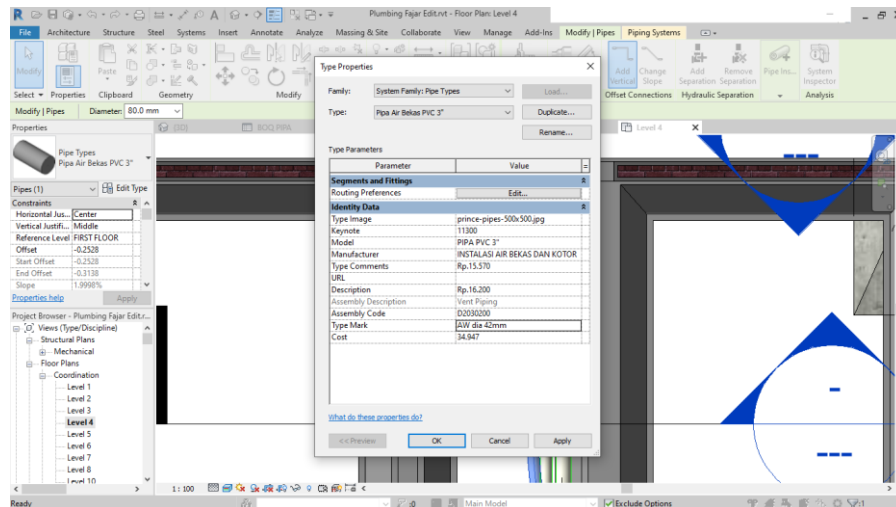 Plumbing Fajar Edit.rvt - Floor Plan: Level 4
File Architecture Structure Steel Systems Insert Annotate Analyze Massing & Site Collaborate View Manage Add-Ins Modify | Pipes Piping Systems
Modify
Paste
Add Vertical
Change Slope
Add Separation
Remove Separation
Pipe Ins...
System Inspector
Select Properties Clipboard Geometry Modify Offset Connections Hydraulic Separation Analysis
Modify | Pipes Diameter: 80.0 mm
Properties
{3D}
BOQ PIPA
Level 4
Pipe Types
Pipa Air Bekas PVC 3"
Pipes (1) Edit Type
Constraints
Horizontal Jus... Center
Vertical Justifi... Middle
Reference Level FIRST FLOOR
Offset -0.2528
Start Offset -0.2528
End Offset -0.3138
Slope 1.9998%
Properties help Apply
Project Browser - Plumbing Fajar Edit.r...
Views (Type/Discipline)
Structural Plans
Mechanical
Floor Plans
Coordination
Level 1
Level 2
Level 3
Level 4
Level 5
Level 6
Level 7
Level 8
Level 10
Type Properties
Family: System Family: Pipe Types Load...
Type: Pipa Air Bekas PVC 3" Duplicate...
Rename...
Type Parameters
Parameter Value =
Segments and Fittings
Routing Preferences Edit...
Identity Data
Type Image prince-pipes-500x500.jpg
Keynote 11300
Model PIPA PVC 3"
Manufacturer INSTALASI AIR BEKAS DAN KOTOR
Type Comments Rp.15.570
URL
Description Rp.16.200
Assembly Description Vent Piping
Assembly Code D2030200
Type Mark AW dia 42mm
Cost 34.947
What do these properties do?
<< Preview OK Cancel Apply
1 : 100
Ready :0 Main Model Exclude Options :1